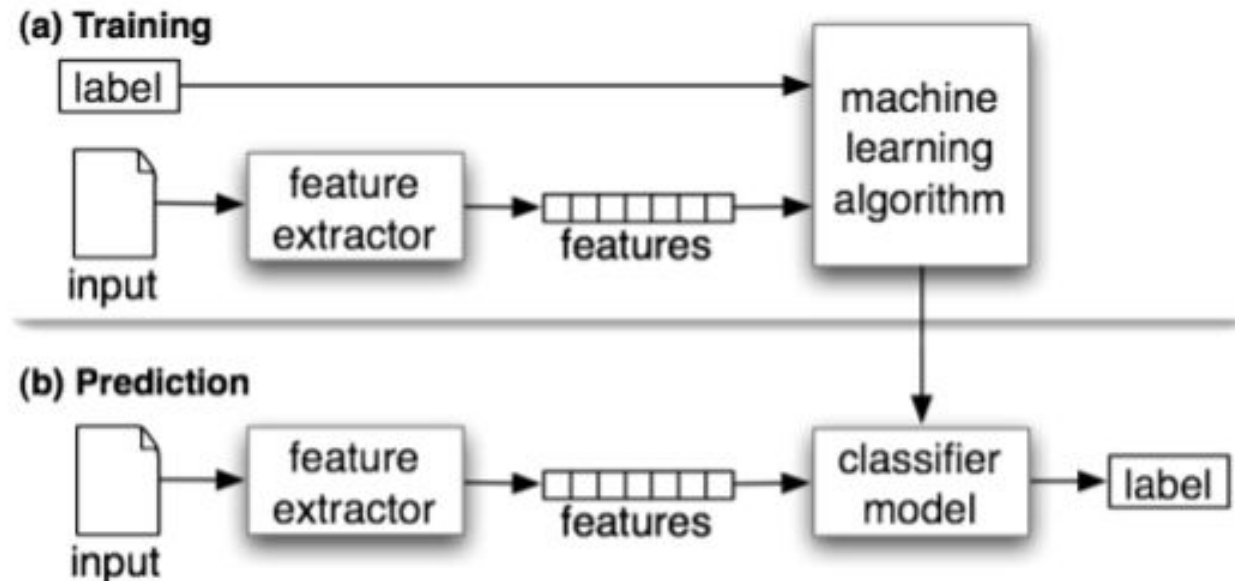 (a) Training
label
machine
learning
algorithm
feature
extractor
features
input
(b) Prediction
feature
extractor
features
classifier
model
label
input